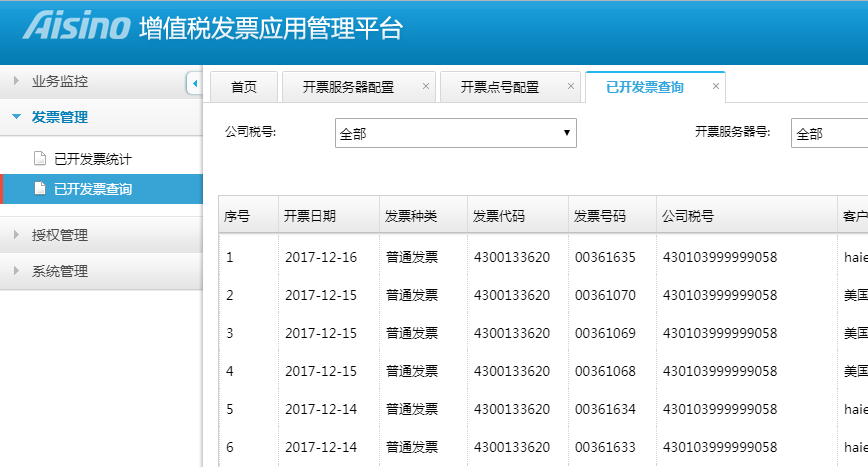 Aisino 增值税发票应用管理平台
业务监控
发票管理
已开发票统计
已开发票查询
授权管理
系统管理
首页 开票服务器配置 × 开票点号配置 × 已开发票查询 ×
公司税号: 全部 开票服务器号: 全部
序号 开票日期 发票种类 发票代码 发票号码 公司税号 客户
1 2017-12-16 普通发票 4300133620 00361635 430103999999058 haie
2 2017-12-15 普通发票 4300133620 00361070 430103999999058 美国
3 2017-12-15 普通发票 4300133620 00361069 430103999999058 美国
4 2017-12-15 普通发票 4300133620 00361068 430103999999058 美国
5 2017-12-14 普通发票 4300133620 00361634 430103999999058 haie
6 2017-12-14 普通发票 4300133620 00361633 430103999999058 haie